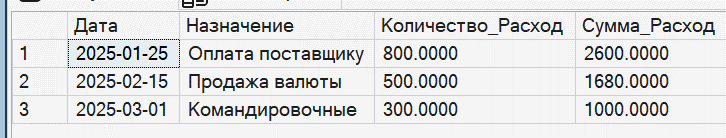 Дата Назначение Количество_Расход Сумма_Расход
1 2025-01-25 Оплата поставщику 800.0000 2600.0000
2 2025-02-15 Продажа валюты 500.0000 1680.0000
3 2025-03-01 Командировочные 300.0000 1000.0000